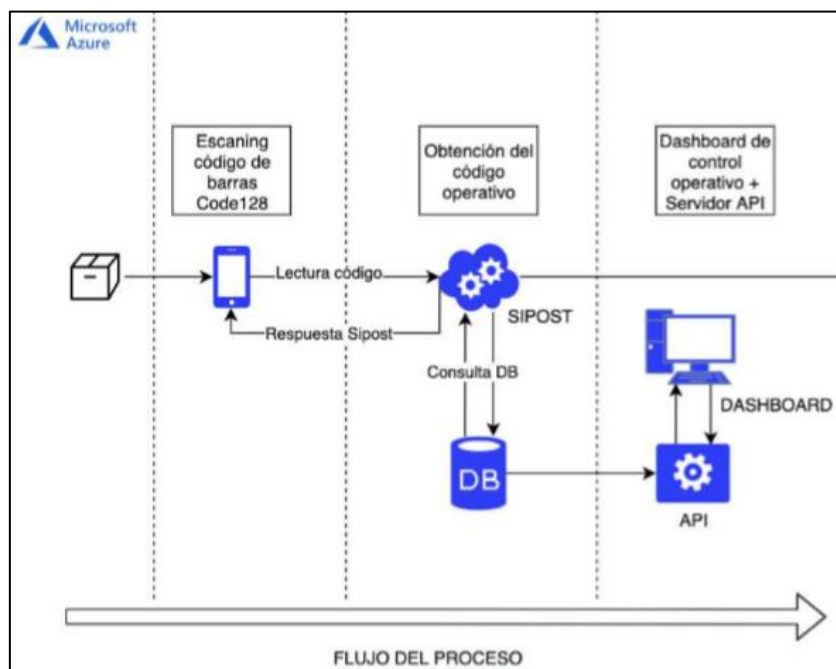 Microsoft
Azure
Escaning
código de
barras
Code128
Obtención del
código
operativo
Dashboard de
control
operativo +
Servidor API
Lectura código
SIPOST
Respuesta Sipost
Consulta DB
DASHBOARD
DB
API
FLUJO DEL PROCESO